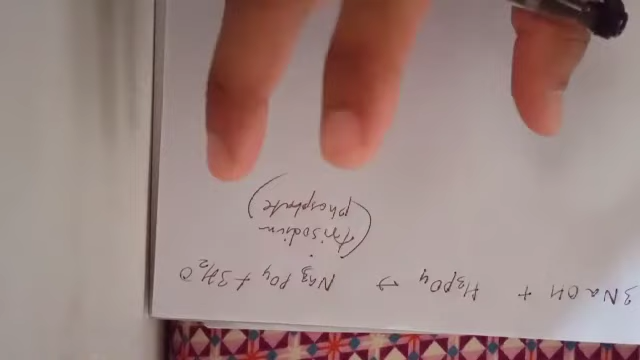 3NaOH + H3PO4 → Na3PO4 + 3H2O
(trisodium
phosphate)